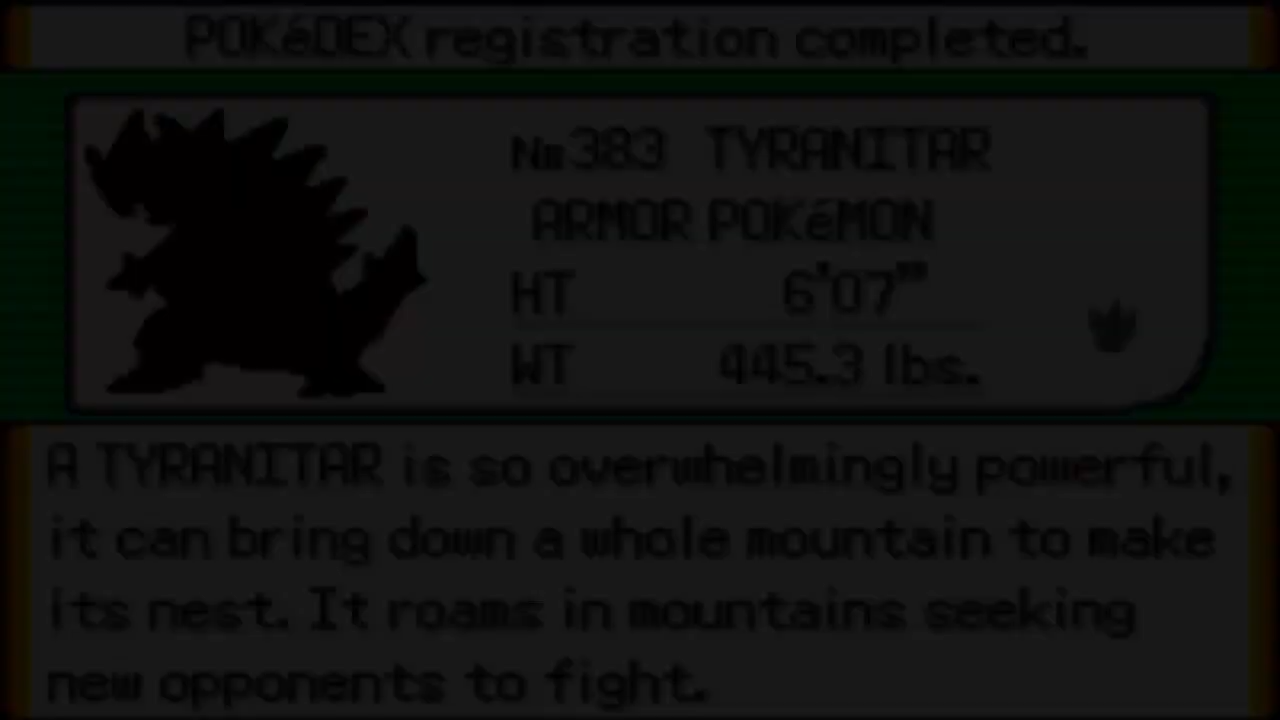 POKéDEX registration completed.
№383 TYRANITAR
ARMOR POKéMON
HT 6'07"
WT 445.3 lbs.
A TYRANITAR is so overwhelmingly powerful,
it can bring down a whole mountain to make
its nest. It roams in mountains seeking
new opponents to fight.